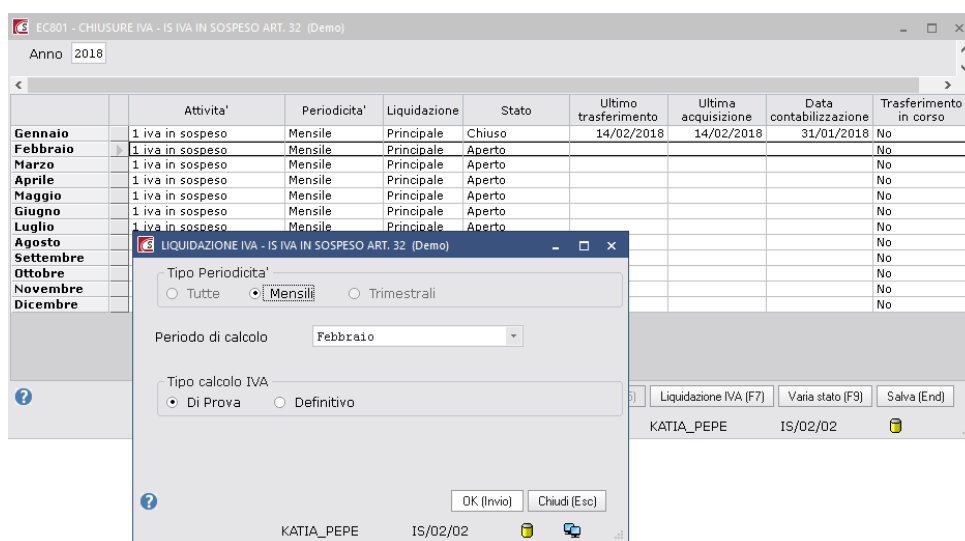 EC801 - CHIUSURE IVA - IS IVA IN SOSPESO ART. 32 (Demo)
Anno 2018
Attivita' Periodicita' Liquidazione Stato Ultimo trasferimento Ultima acquisizione Data contabilizzazione Trasferimento in corso
Gennaio 1 iva in sospeso Mensile Principale Chiuso 14/02/2018 14/02/2018 31/01/2018 No
Febbraio 1 iva in sospeso Mensile Principale Aperto No
Marzo 1 iva in sospeso Mensile Principale Aperto No
Aprile 1 iva in sospeso Mensile Principale Aperto No
Maggio 1 iva in sospeso Mensile Principale Aperto No
Giugno 1 iva in sospeso Mensile Principale Aperto No
Luglio 1 iva in sospeso Mensile Principale Aperto No
Agosto No
Settembre No
Ottobre No
Novembre No
Dicembre No
LIQUIDAZIONE IVA - IS IVA IN SOSPESO ART. 32 (Demo)
Tipo Periodicita'
Tutte Mensili Trimestrali
Periodo di calcolo Febbraio
Tipo calcolo IVA
Di Prova Definitivo
OK (Invio) Chiudi (Esc)
KATIA_PEPE IS/02/02
Liquidazione IVA (F7) Varia stato (F9) Salva (End)
KATIA_PEPE IS/02/02